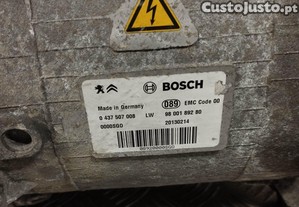 CustoJusto.pt
BOSCH
Made in Germany
089 EMC Code 00
0 437 507 008 LW 98 001 892 80
20130214